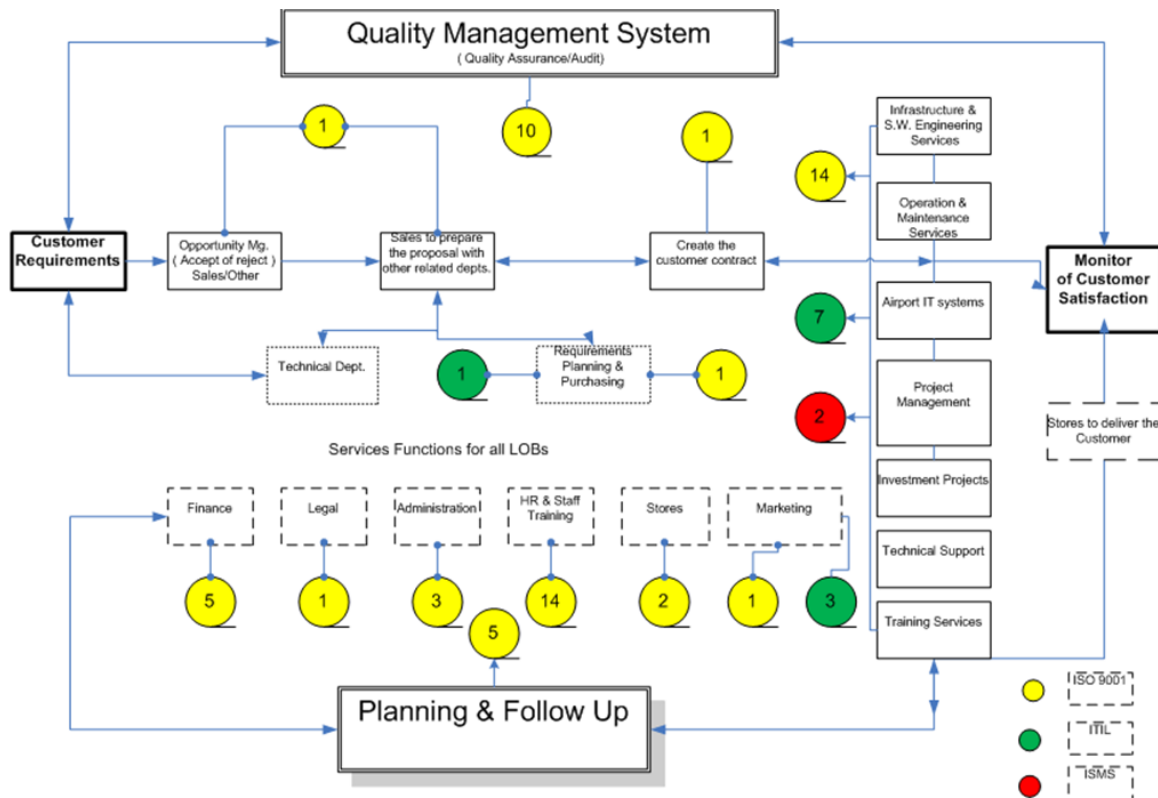 Quality Management System
( Quality Assurance/Audit)
1
10
1
Infrastructure &
S.W. Engineering
Services
14
Operation &
Maintenance
Services
Customer
Requirements
Opportunity Mg.
( Accept of reject )
Sales/Other
Sales to prepare
the proposal with
other related depts.
Create the
customer contract
Monitor
of Customer
Satisfaction
Airport IT systems
7
Technical Dept.
1
Requirements
Planning &
Purchasing
1
Project
Management
2
Stores to deliver the
Customer
Services Functions for all LOBs
Investment Projects
Finance
Legal
Administration
HR & Staff
Training
Stores
Marketing
Technical Support
5
1
3
14
2
1
3
Training Services
5
Planning & Follow Up
ISO 9001
ITIL
ISMS